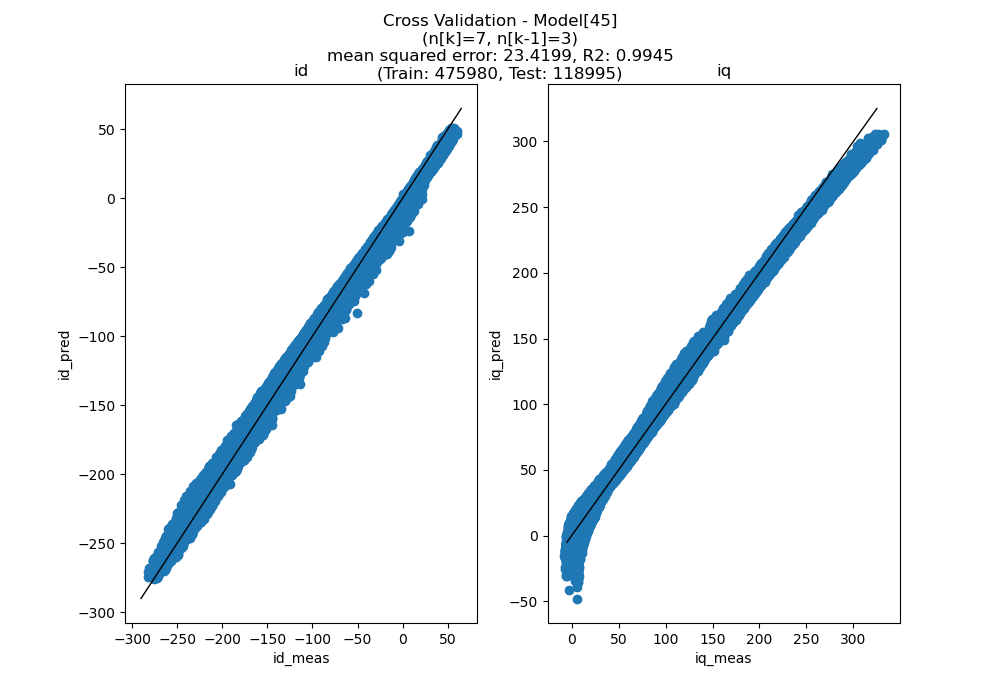 Cross Validation - Model[45]
(n[k]=7, n[k-1]=3)
mean squared error: 23.4199, R2: 0.9945
(Train: 475980, Test: 118995)
id
iq
50
0
−50
−100
−150
−200
−250
−300
id_pred
−300 −250 −200 −150 −100 −50 0 50
id_meas
300
250
200
150
100
50
0
−50
iq_pred
0 50 100 150 200 250 300
iq_meas